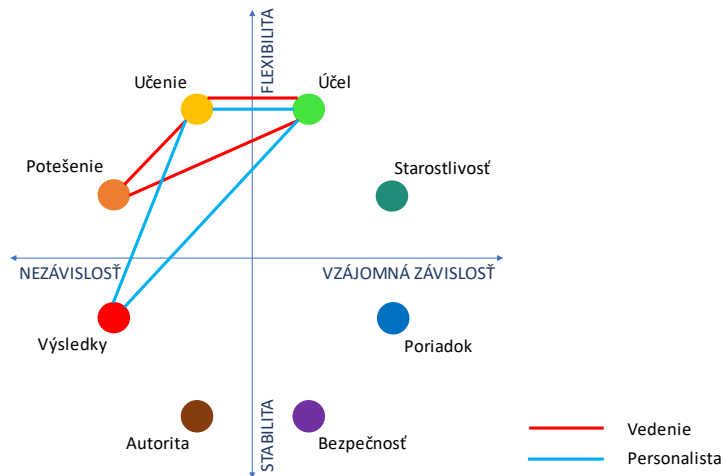 FLEXIBILITA
Učenie
Účel
Potešenie
Starostlivosť
NEZÁVISLOSŤ
VZÁJOMNÁ ZÁVISLOSŤ
Výsledky
Poriadok
Autorita
STABILITA
Bezpečnosť
Vedenie
Personalista